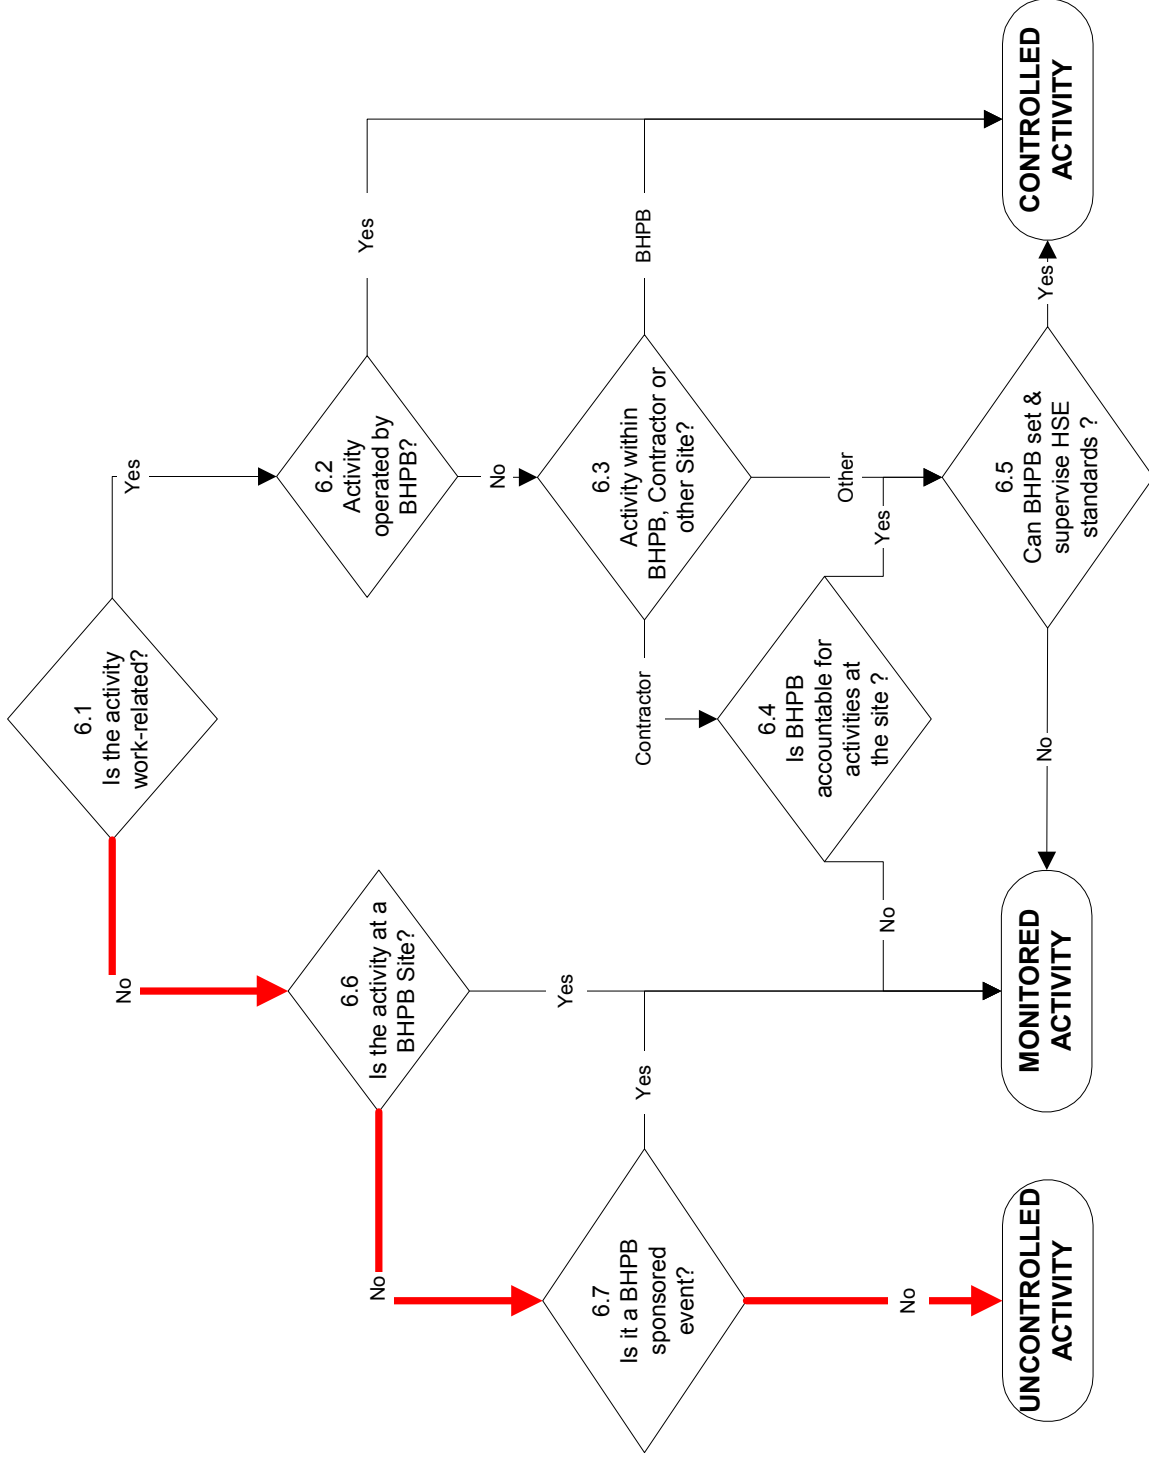 6.1
Is the activity
work-related?
No
Yes
6.6
Is the activity at a
BHPB Site?
No
Yes
6.2
Activity
operated by
BHPB?
Yes
No
6.7
Is it a BHPB
sponsored
event?
Yes
No
6.3
Activity within
BHPB, Contractor or
other Site?
Contractor
BHPB
Other
6.4
Is BHPB
accountable for
activities at
the site ?
No
Yes
6.5
Can BHPB set &
supervise HSE
standards ?
No
Yes
UNCONTROLLED
ACTIVITY
MONITORED
ACTIVITY
CONTROLLED
ACTIVITY